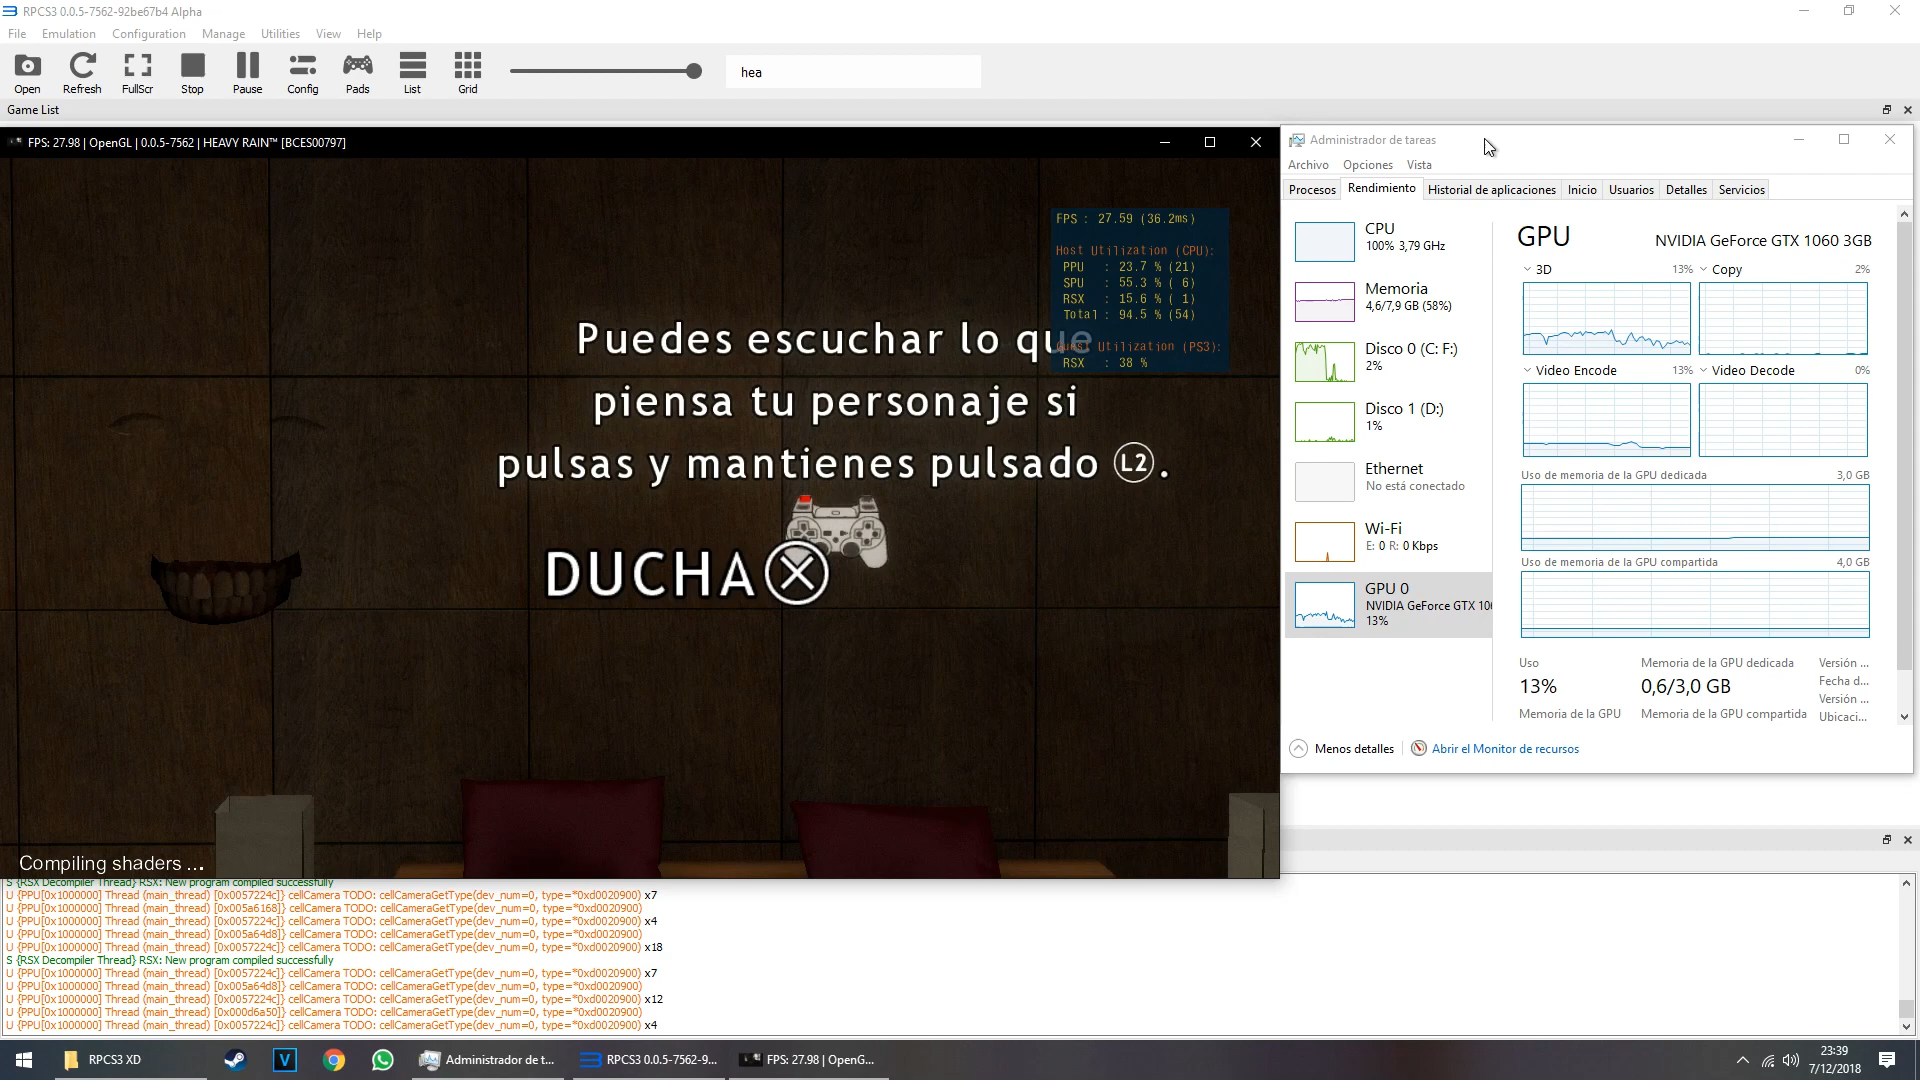 RPCS3 0.0.5-7562-92be67b4 Alpha
File Emulation Configuration Manage Utilities View Help
Open Refresh FullScr Stop Pause Config Pads List Grid
hea
Game List
FPS: 27.98 | OpenGL | 0.0.5-7562 | HEAVY RAIN™ [BCES00797]
FPS : 27.59 (36.2ms)
Host Utilization (CPU):
PPU : 23.7 % (21)
SPU : 55.3 % ( 6)
RSX : 15.6 % ( 1)
Total : 94.5 % (54)
Guest Utilization (PS3):
RSX : 38 %
Puedes escuchar lo que
piensa tu personaje si
pulsas y mantienes pulsado L2.
DUCHA
Compiling shaders ...
Administrador de tareas
Archivo Opciones Vista
Procesos Rendimiento Historial de aplicaciones Inicio Usuarios Detalles Servicios
CPU
100% 3,79 GHz
Memoria
4,6/7,9 GB (58%)
Disco 0 (C: F:)
2%
Disco 1 (D:)
1%
Ethernet
No está conectado
Wi-Fi
E: 0 R: 0 Kbps
GPU 0
NVIDIA GeForce GTX 10
13%
GPU NVIDIA GeForce GTX 1060 3GB
3D 13% Copy 2%
Video Encode 13% Video Decode 0%
Uso de memoria de la GPU dedicada 3,0 GB
Uso de memoria de la GPU compartida 4,0 GB
Uso Memoria de la GPU dedicada Versión ...
13% 0,6/3,0 GB Fecha d...
Versión ...
Memoria de la GPU Memoria de la GPU compartida Ubicaci...
Menos detalles Abrir el Monitor de recursos
S {RSX Decompiler Thread} RSX: New program compiled successfully
U {PPU[0x1000000] Thread (main_thread) [0x0057224c]} cellCamera TODO: cellCameraGetType(dev_num=0, type=*0xd0020900) x7
U {PPU[0x1000000] Thread (main_thread) [0x005a6168]} cellCamera TODO: cellCameraGetType(dev_num=0, type=*0xd0020900)
U {PPU[0x1000000] Thread (main_thread) [0x0057224c]} cellCamera TODO: cellCameraGetType(dev_num=0, type=*0xd0020900) x4
U {PPU[0x1000000] Thread (main_thread) [0x005a64d8]} cellCamera TODO: cellCameraGetType(dev_num=0, type=*0xd0020900)
U {PPU[0x1000000] Thread (main_thread) [0x0057224c]} cellCamera TODO: cellCameraGetType(dev_num=0, type=*0xd0020900) x18
S {RSX Decompiler Thread} RSX: New program compiled successfully
U {PPU[0x1000000] Thread (main_thread) [0x0057224c]} cellCamera TODO: cellCameraGetType(dev_num=0, type=*0xd0020900) x7
U {PPU[0x1000000] Thread (main_thread) [0x005a64d8]} cellCamera TODO: cellCameraGetType(dev_num=0, type=*0xd0020900)
U {PPU[0x1000000] Thread (main_thread) [0x0057224c]} cellCamera TODO: cellCameraGetType(dev_num=0, type=*0xd0020900) x12
U {PPU[0x1000000] Thread (main_thread) [0x000d6a50]} cellCamera TODO: cellCameraGetType(dev_num=0, type=*0xd0020900)
U {PPU[0x1000000] Thread (main_thread) [0x0057224c]} cellCamera TODO: cellCameraGetType(dev_num=0, type=*0xd0020900) x4
RPCS3 XD Administrador de t... RPCS3 0.0.5-7562-9... FPS: 27.98 | OpenG...
23:39
7/12/2018